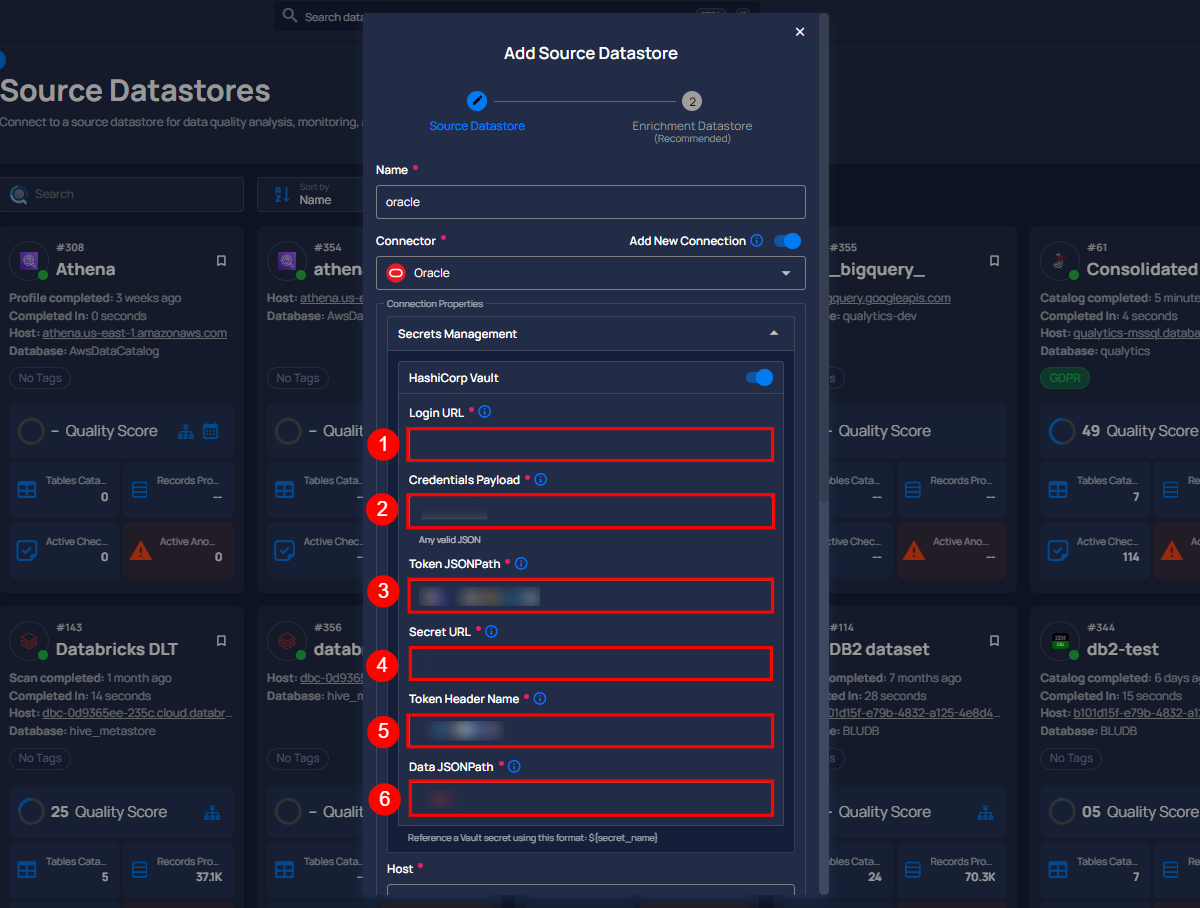 Search data
Add Source Datastore
2
Source Datastore
Enrichment Datastore
(Recommended)
Source Datastores
Connect to a source datastore for data quality analysis, monitoring,
Search
Sort by
Name
Name *
oracle
Connector *
Add New Connection
Oracle
Connection Properties
Secrets Management
HashiCorp Vault
Login URL *
1
Credentials Payload *
2
Any valid JSON
Token JSONPath *
3
Secret URL *
4
Token Header Name *
5
Data JSONPath *
6
Reference a Vault secret using this format: ${secret_name}
Host *
#308
Athena
Profile completed: 3 weeks ago
Completed In: 0 seconds
Host: athena.us-east-1.amazonaws.com
Database: AwsDataCatalog
No Tags
– Quality Score
Tables Cata...
0
Records Pro...
--
Active Chec...
0
Active Ano...
0
#354
athen
Host: athena.us-e
Database: AwsDa
No Tags
– Qualit
Tables Cata
Active Chec
#355
_bigquery_
gquery.googleapis.com
e: qualytics-dev
Quality Score
bles Cata...
--
Records Pro...
--
tive Chec...
--
Active Ano...
--
#61
Consolidated
Catalog completed: 5 minute
Completed In: 4 seconds
Host: qualytics-mssql.databa
Database: qualytics
GDPR
49 Quality Score
Tables Cata...
7
Re
Active Chec...
114
A
#143
Databricks DLT
Scan completed: 1 month ago
Completed In: 14 seconds
Host: dbc-0d9365ee-235c.cloud.databr...
Database: hive_metastore
No Tags
25 Quality Score
Tables Cata...
5
Records Pro...
37.1K
#356
datab
Host: dbc-0d9365
Database: hive_m
No Tags
– Qualit
Tables Cata
#114
DB2 dataset
ompleted: 7 months ago
ted In: 28 seconds
01d15f-e79b-4832-a125-4e8d4...
e: BLUDB
Quality Score
bles Cata...
24
Records Pro...
70.3K
#344
db2-test
Catalog completed: 6 days a
Completed In: 15 seconds
Host: b101d15f-e79b-4832-a1
Database: BLUDB
No Tags
05 Quality Score
Tables Cata...
7
Re